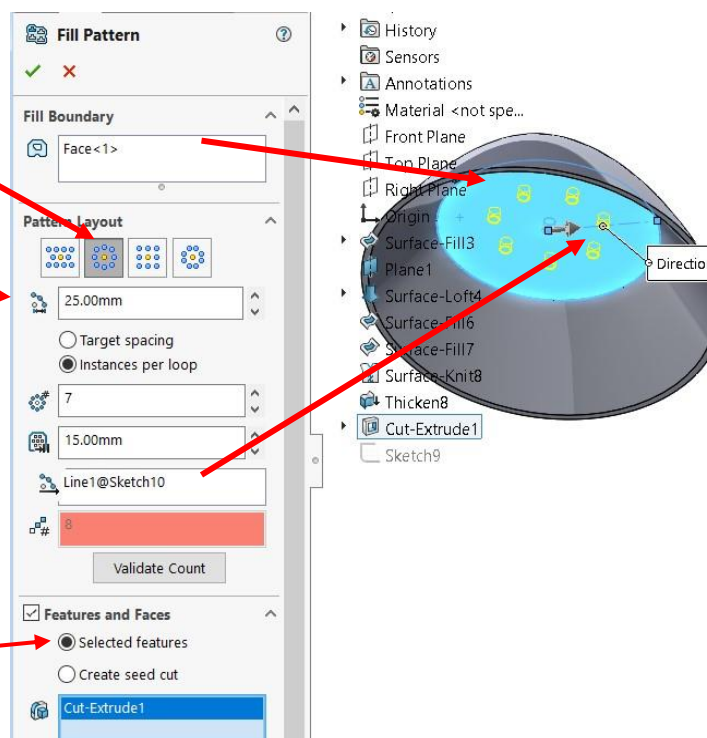 Fill Pattern
Fill Boundary
Face<1>
Pattern Layout
25.00mm
Target spacing
Instances per loop
7
15.00mm
Line1@Sketch10
8
Validate Count
Features and Faces
Selected features
Create seed cut
Cut-Extrude1
History
Sensors
Annotations
Material <not spe...
Front Plane
Top Plane
Right Plane
Origin
Surface-Fill3
Plane1
Surface-Loft4
Surface-Fill6
Surface-Fill7
Surface-Knit8
Thicken8
Cut-Extrude1
Sketch9
Directio